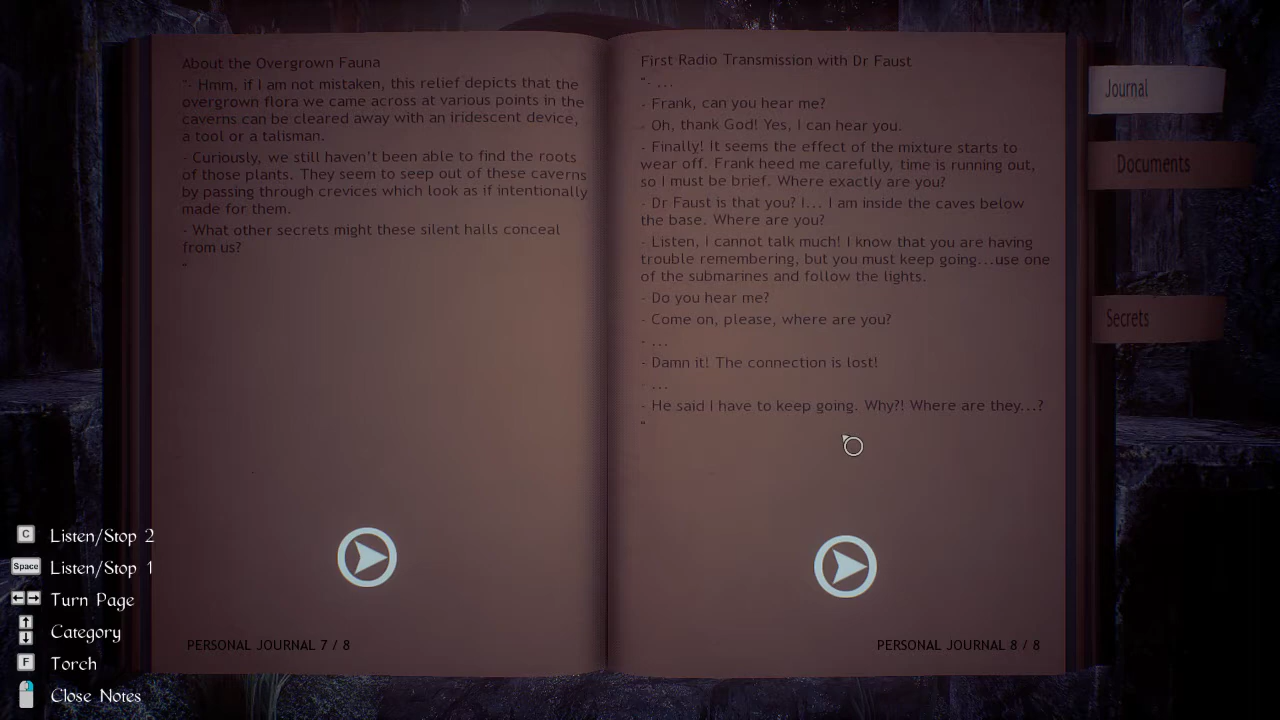 About the Overgrown Fauna
"- Hmm, if I am not mistaken, this relief depicts that the
overgrown flora we came across at various points in the
caverns can be cleared away with an iridescent device,
a tool or a talisman.
- Curiously, we still haven't been able to find the roots
of those plants. They seem to seep out of these caverns
by passing through crevices which look as if intentionally
made for them.
- What other secrets might these silent halls conceal
from us?
"
PERSONAL JOURNAL 7 / 8
First Radio Transmission with Dr Faust
"- ...
- Frank, can you hear me?
- Oh, thank God! Yes, I can hear you.
- Finally! It seems the effect of the mixture starts to
wear off. Frank heed me carefully, time is running out,
so I must be brief. Where exactly are you?
- Dr Faust is that you? I... I am inside the caves below
the base. Where are you?
- Listen, I cannot talk much! I know that you are having
trouble remembering, but you must keep going...use one
of the submarines and follow the lights.
- Do you hear me?
- Come on, please, where are you?
- ...
- Damn it! The connection is lost!
- ...
- He said I have to keep going. Why?! Where are they...?
"
PERSONAL JOURNAL 8 / 8
Journal
Documents
Secrets
C Listen/Stop 2
Space Listen/Stop 1
←→ Turn Page
↑↓ Category
F Torch
Close Notes